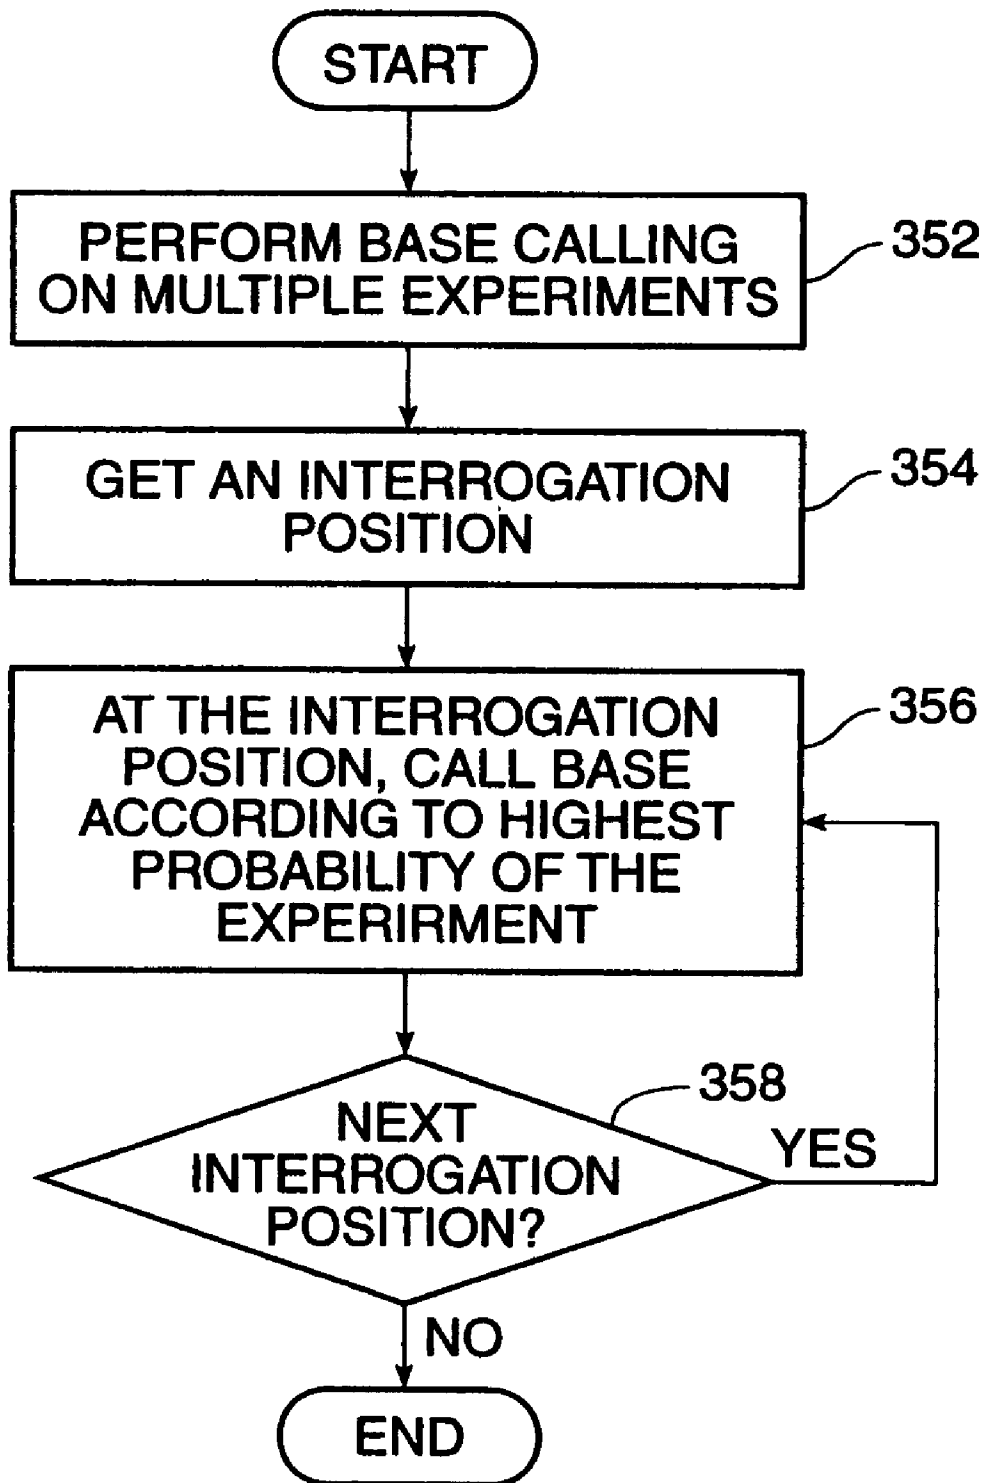 START
PERFORM BASE CALLING
ON MULTIPLE EXPERIMENTS
352
GET AN INTERROGATION
POSITION
354
AT THE INTERROGATION
POSITION, CALL BASE
ACCORDING TO HIGHEST
PROBABILITY OF THE
EXPERIRMENT
356
NEXT
INTERROGATION
POSITION?
358
YES
NO
END